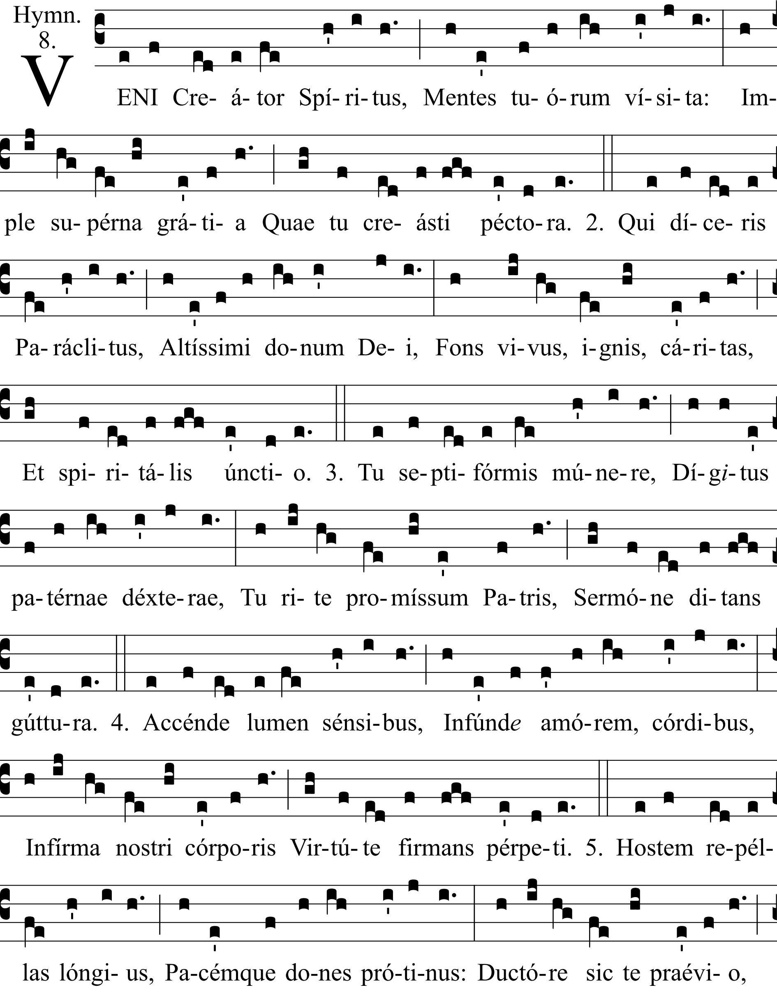 Hymn.
8.
VENI Cre- á- tor Spí- ri- tus, Mentes tu- ó- rum ví- si- ta: Im-
ple su- pérna grá- ti- a Quae tu cre- ásti pécto- ra. 2. Qui dí- ce- ris
Pa- rácli- tus, Altíssimi do- num De- i, Fons vi- vus, i- gnis, cá- ri- tas,
Et spi- ri- tá- lis úncti- o. 3. Tu se- pti- fórmis mú- ne- re, Dí- gi- tus
pa- térnae déxte- rae, Tu ri- te pro- míssum Pa- tris, Sermó- ne di- tans
gúttu- ra. 4. Accénde lumen sénsi- bus, Infúnde amó- rem, córdi- bus,
Infírma nostri córpo- ris Vir- tú- te firmans pérpe- ti. 5. Hostem re- pél-
las lóngi- us, Pa- cémque do- nes pró- ti- nus: Ductó- re sic te praévi- o,